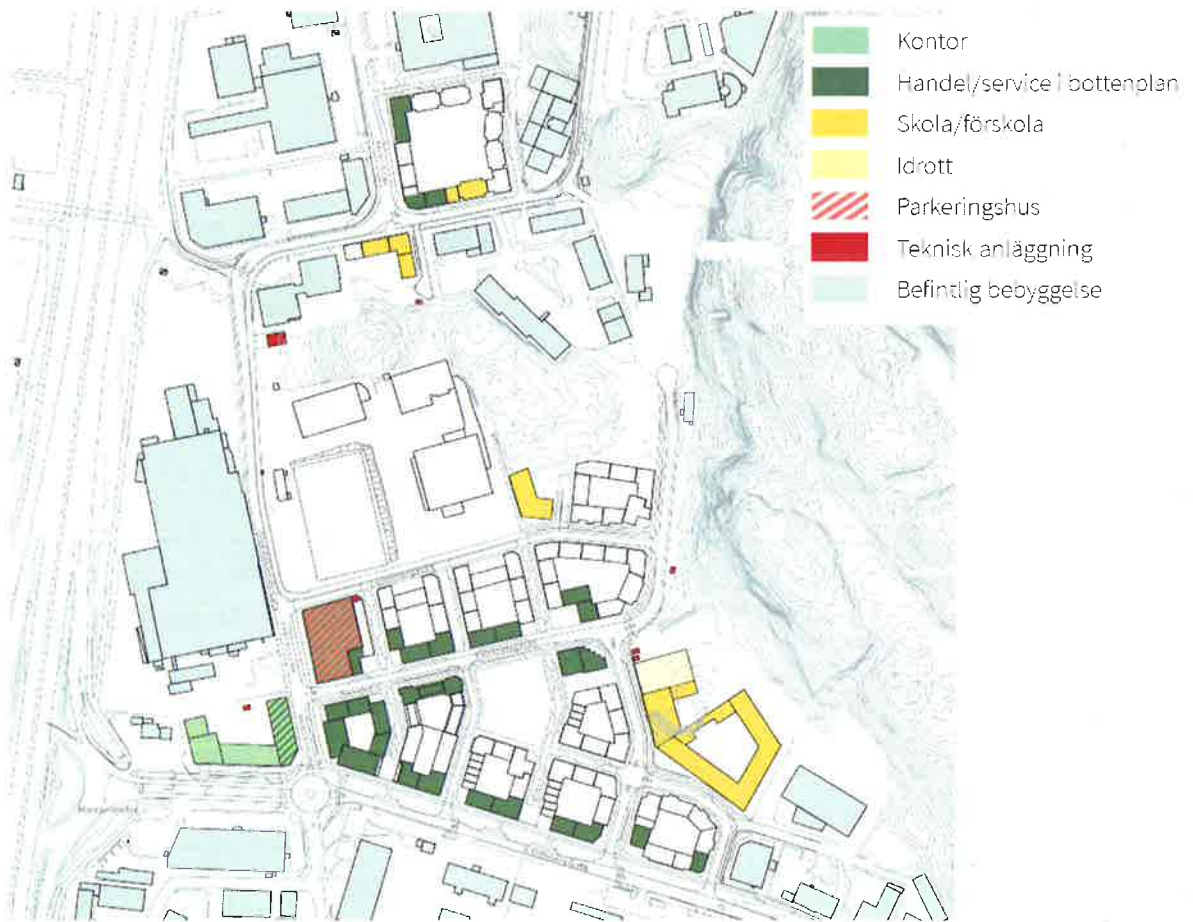 Kontor
Handel/service i bottenplan
Skola/förskola
Idrott
Parkeringshus
Teknisk anläggning
Befintlig bebyggelse